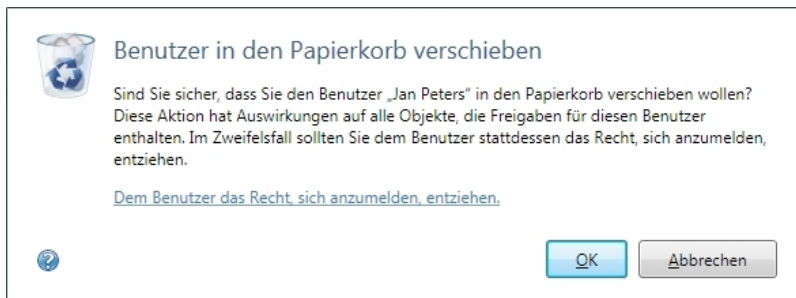 Benutzer in den Papierkorb verschieben
Sind Sie sicher, dass Sie den Benutzer „Jan Peters“ in den Papierkorb verschieben wollen?
Diese Aktion hat Auswirkungen auf alle Objekte, die Freigaben für diesen Benutzer
enthalten. Im Zweifelsfall sollten Sie dem Benutzer stattdessen das Recht, sich anzumelden,
entziehen.
Dem Benutzer das Recht, sich anzumelden, entziehen.
?
OK
Abbrechen